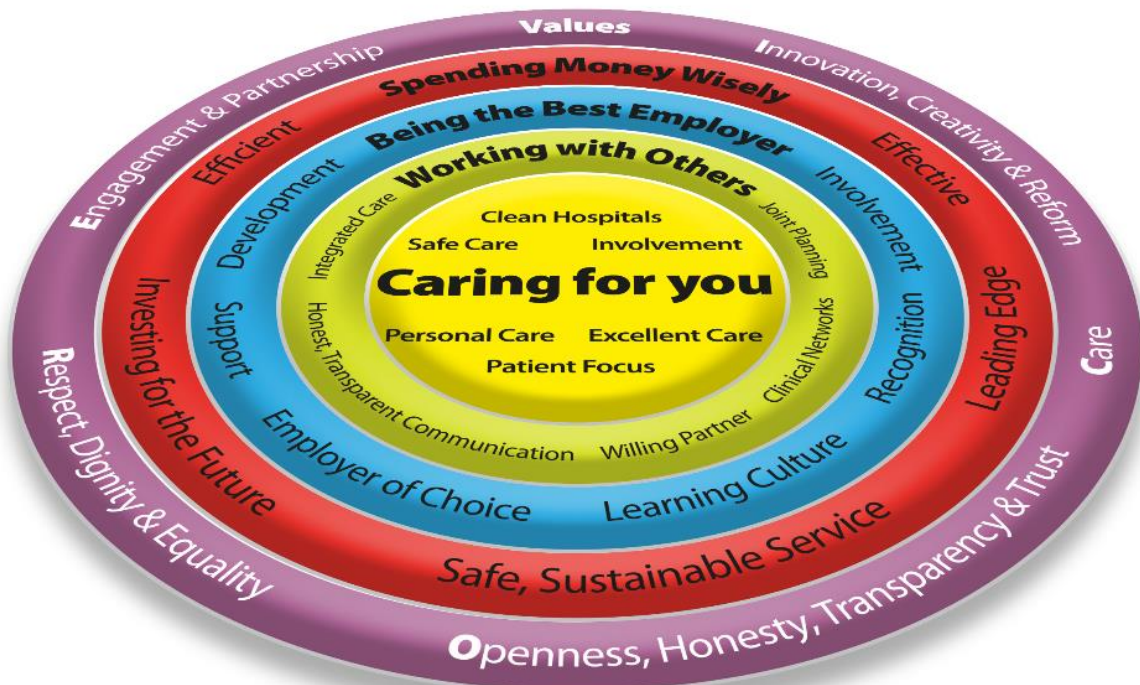 Values
Innovation, Creativity & Reform
Care
Openness, Honesty, Transparency & Trust
Respect, Dignity & Equality
Engagement & Partnership
Spending Money Wisely
Effective
Leading Edge
Safe, Sustainable Service
Investing for the Future
Efficient
Being the Best Employer
Involvement
Recognition
Learning Culture
Employer of Choice
Support
Development
Working with Others
Joint Planning
Clinical Networks
Willing Partner
Honest, Transparent Communication
Integrated Care
Clean Hospitals
Safe Care Involvement
Caring for you
Personal Care Excellent Care
Patient Focus